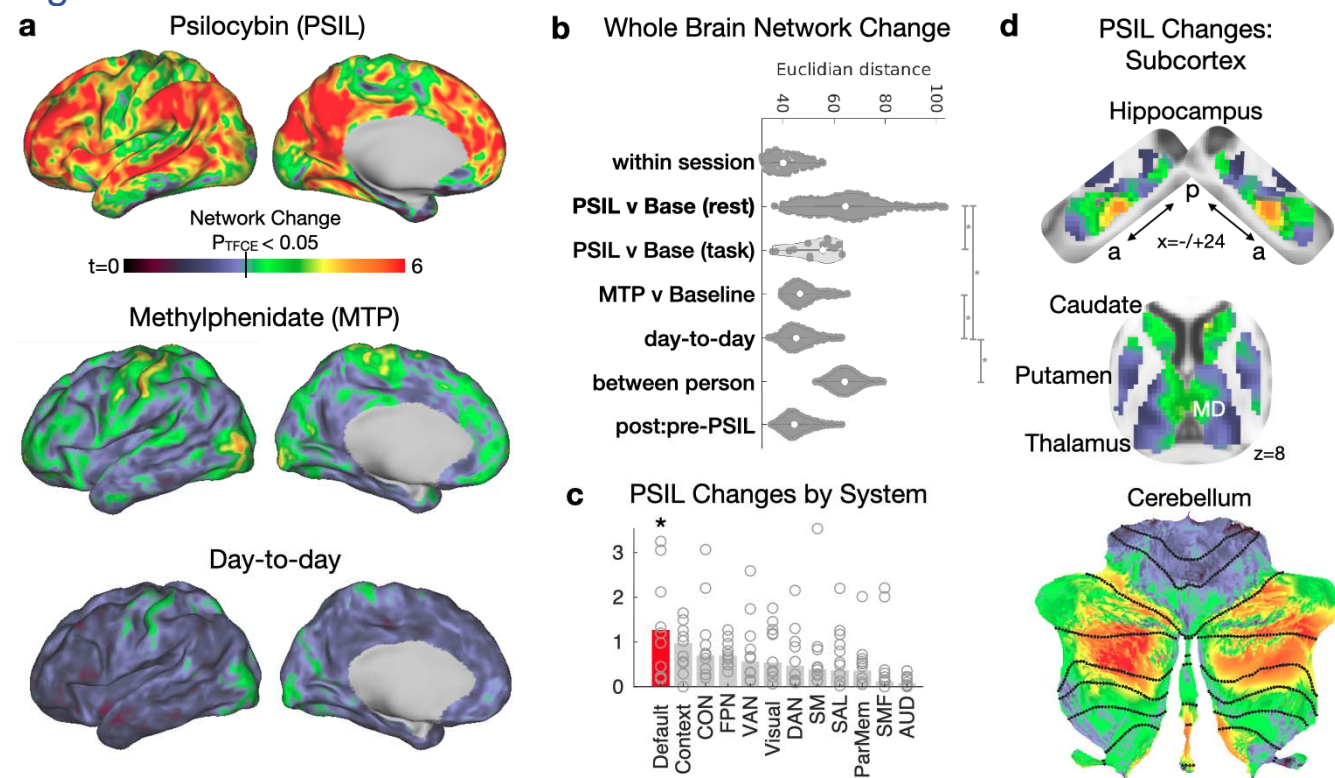 a
Psilocybin (PSIL)
Network Change
PTFCE < 0.05
t=0
6
Methylphenidate (MTP)
Day-to-day
b
Whole Brain Network Change
Euclidian distance
40
60
80
100
within session
PSIL v Base (rest)
PSIL v Base (task)
MTP v Baseline
day-to-day
between person
post:pre-PSIL
*
*
*
*
c
PSIL Changes by System
*
3
2
1
0
Default
Context
CON
FPN
VAN
Visual
DAN
SM
SAL
ParMem
SMF
AUD
d
PSIL Changes:
Subcortex
Hippocampus
p
a
x=-/+24
a
Caudate
Putamen
MD
Thalamus
z=8
Cerebellum